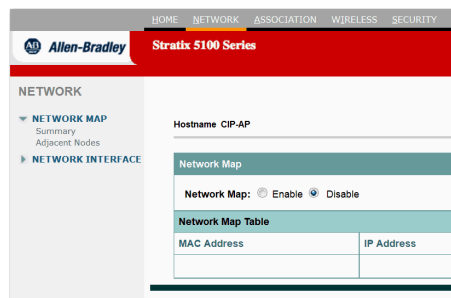 HOME NETWORK ASSOCIATION WIRELESS SECURITY
AB Allen-Bradley Stratix 5100 Series
NETWORK
NETWORK MAP
Summary
Adjacent Nodes
NETWORK INTERFACE
Hostname CIP-AP
Network Map
Network Map: Enable Disable
Network Map Table
MAC Address IP Address